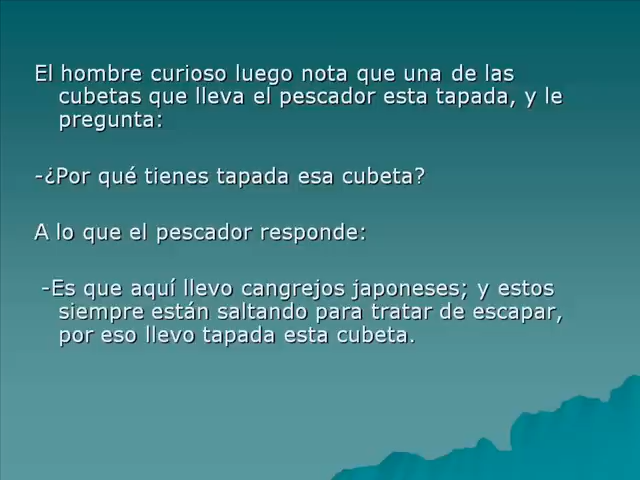 El hombre curioso luego nota que una de las
cubetas que lleva el pescador esta tapada, y le
pregunta:
-¿Por qué tienes tapada esa cubeta?
A lo que el pescador responde:
-Es que aquí llevo cangrejos japoneses; y estos
siempre están saltando para tratar de escapar,
por eso llevo tapada esta cubeta.